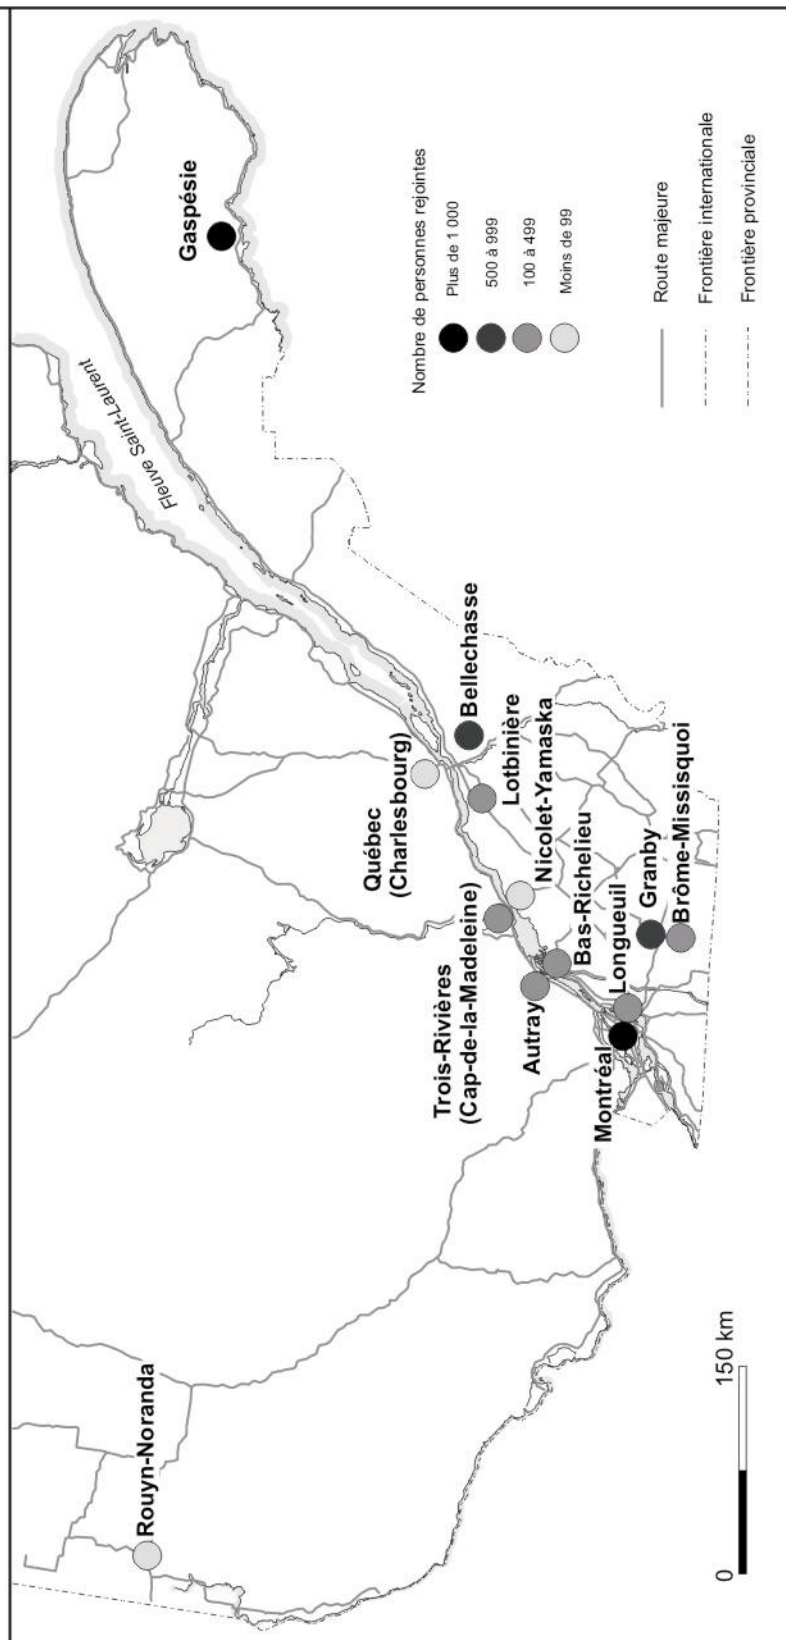 Gaspésie
Fleuve Saint-Laurent
Nombre de personnes rejointes
Plus de 1 000
500 à 999
100 à 499
Moins de 99
Route majeure
Frontière internationale
Frontière provinciale
Québec
(Charlesbourg)
Bellechasse
Lotbinière
Trois-Rivières
(Cap-de-la-Madeleine)
Nicolet-Yamaska
Autray
Bas-Richelieu
Montréal
Longueuil
Granby
Brôme-Missisquoi
Rouyn-Noranda
0
150 km